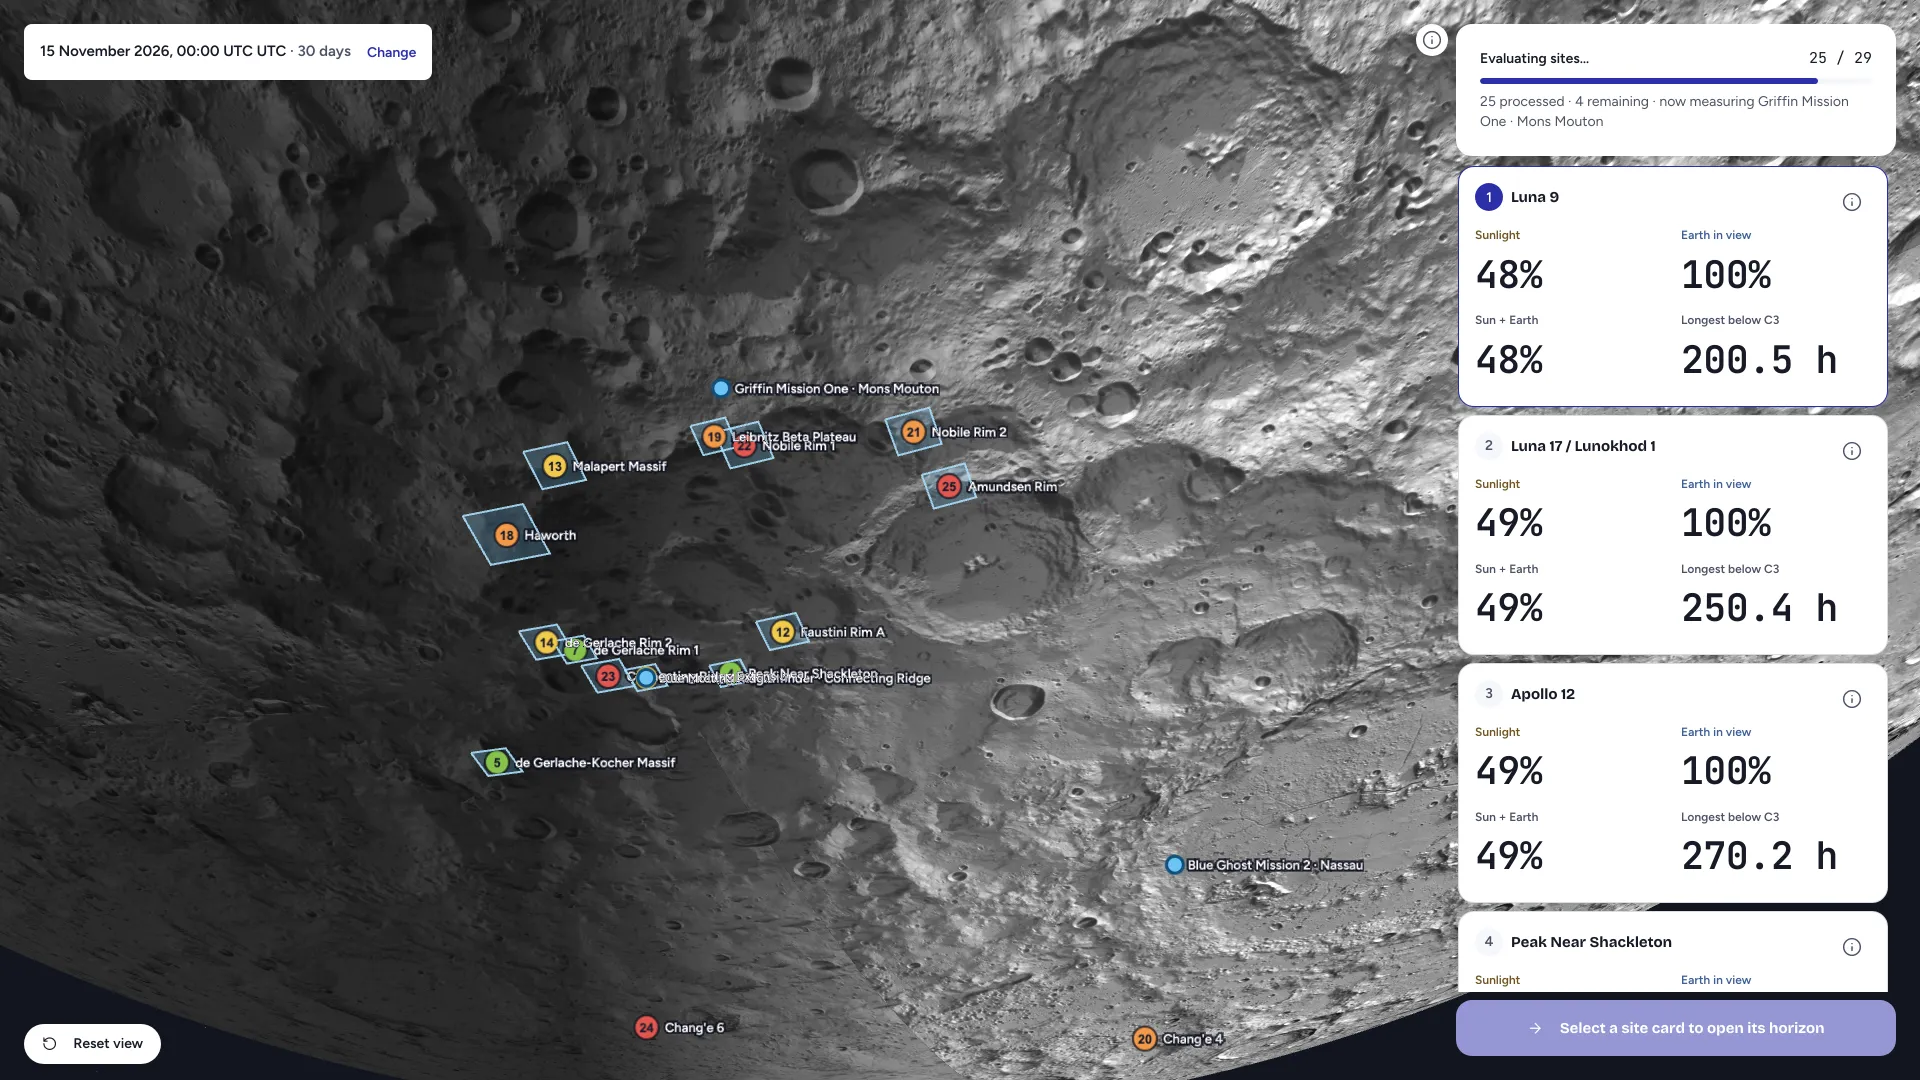 15 November 2026, 00:00 UTC UTC · 30 days Change
Evaluating sites...
25 / 29
25 processed · 4 remaining · now measuring Griffin Mission
One · Mons Mouton
1 Luna 9
Sunlight Earth in view
48% 100%
Sun + Earth Longest below C3
48% 200.5 h
2 Luna 17 / Lunokhod 1
Sunlight Earth in view
49% 100%
Sun + Earth Longest below C3
49% 250.4 h
3 Apollo 12
Sunlight Earth in view
49% 100%
Sun + Earth Longest below C3
49% 270.2 h
4 Peak Near Shackleton
Sunlight Earth in view
Select a site card to open its horizon
Griffin Mission One · Mons Mouton
19 Leibnitz Beta Plateau
22 Nobile Rim 1
21 Nobile Rim 2
13 Malapert Massif
25 Amundsen Rim
18 Haworth
12 Faustini Rim A
14 de Gerlache Rim 2
7 de Gerlache Rim 1
23
4 Peak Near Shackleton
Connecting Ridge
5 de Gerlache-Kocher Massif
Blue Ghost Mission 2 · Nassau
24 Chang'e 6
20 Chang'e 4
Reset view